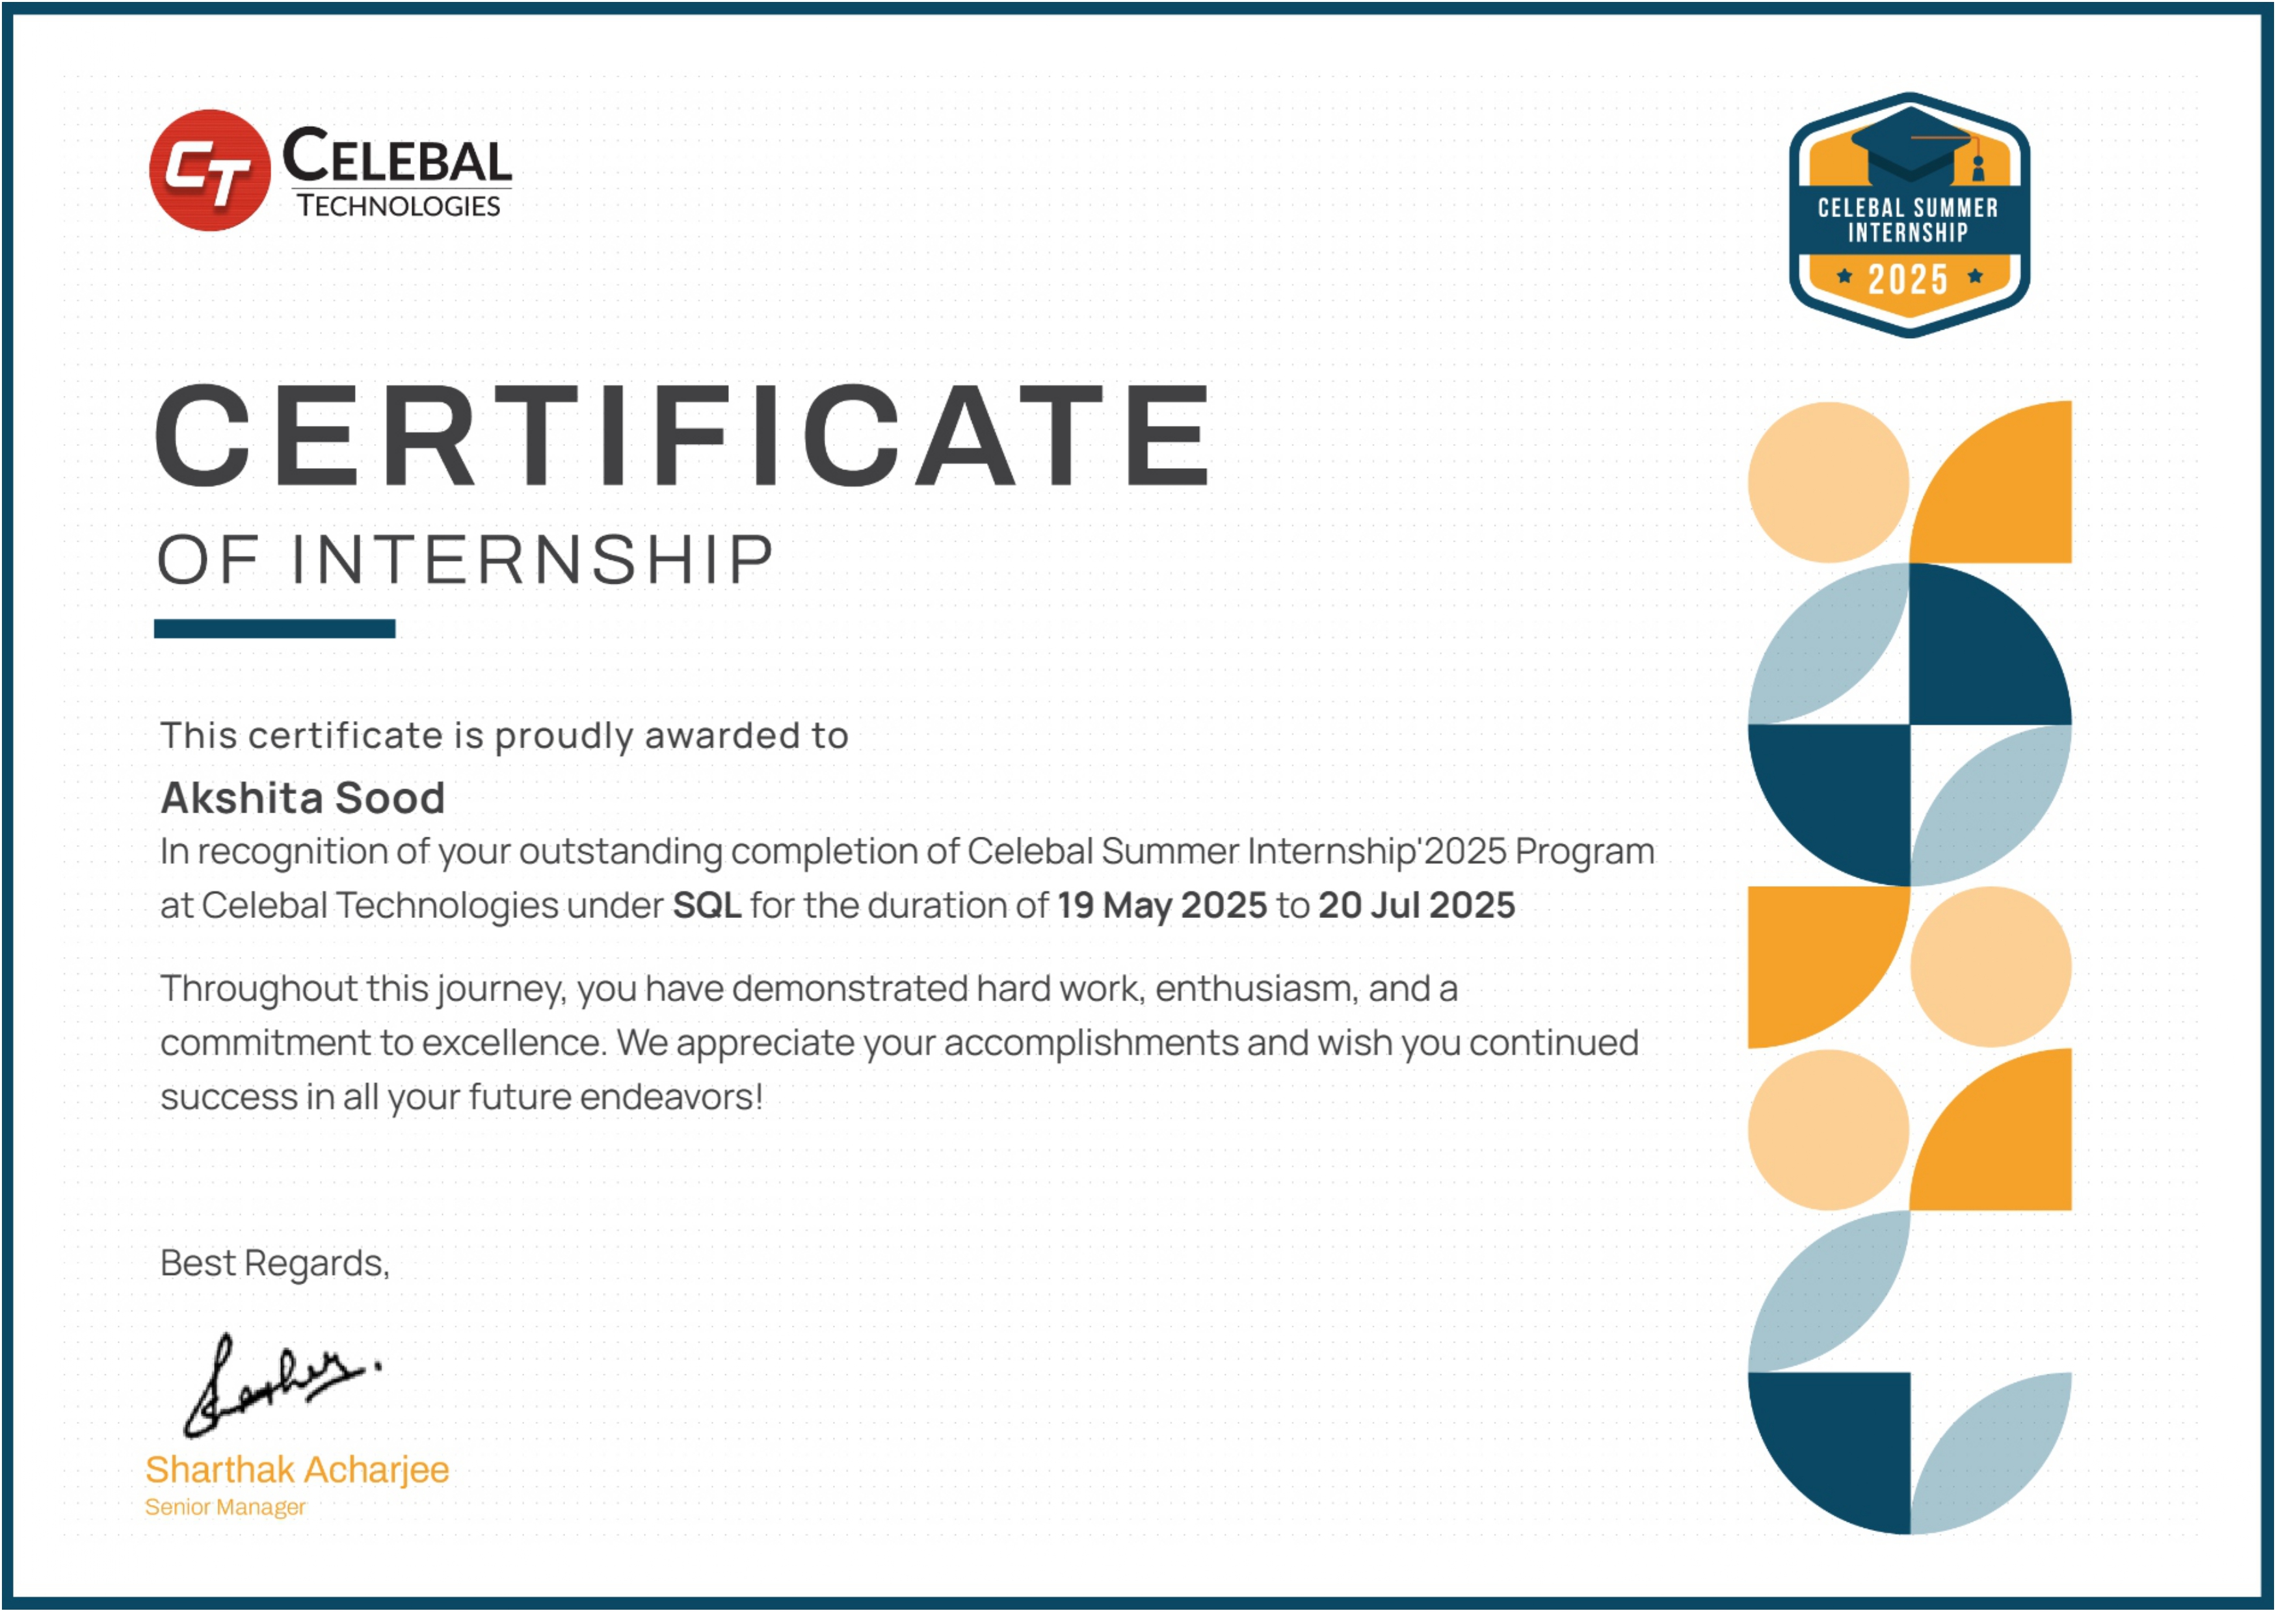 CT CELEBAL
TECHNOLOGIES
CELEBAL SUMMER
INTERNSHIP
2025
CERTIFICATE
OF INTERNSHIP
This certificate is proudly awarded to
Akshita Sood
In recognition of your outstanding completion of Celebal Summer Internship'2025 Program
at Celebal Technologies under SQL for the duration of 19 May 2025 to 20 Jul 2025
Throughout this journey, you have demonstrated hard work, enthusiasm, and a
commitment to excellence. We appreciate your accomplishments and wish you continued
success in all your future endeavors!
Best Regards,
Sharthak Acharjee
Senior Manager